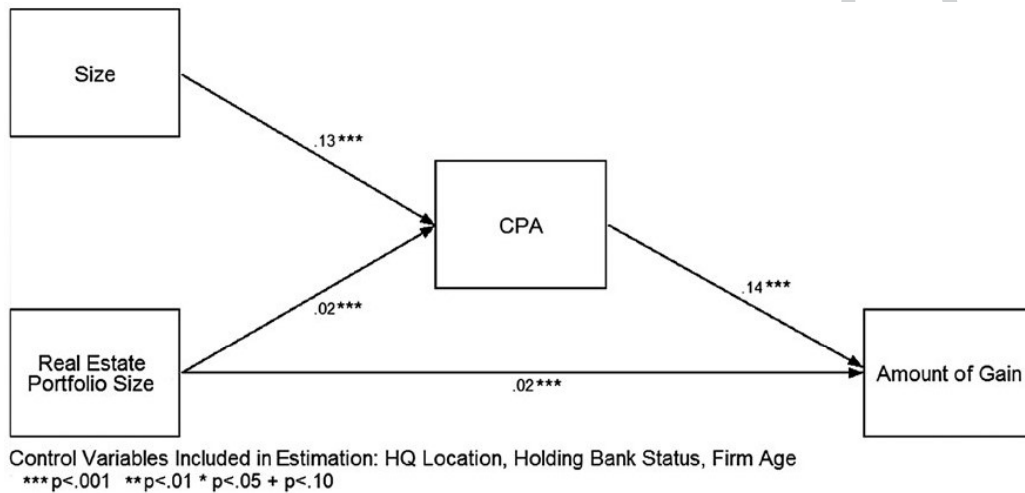 Size
.13***
CPA
.02***
.14***
Real Estate
Portfolio Size
.02***
Amount of Gain
Control Variables Included in Estimation: HQ Location, Holding Bank Status, Firm Age
***p<.001 **p<.01 * p<.05 + p<.10